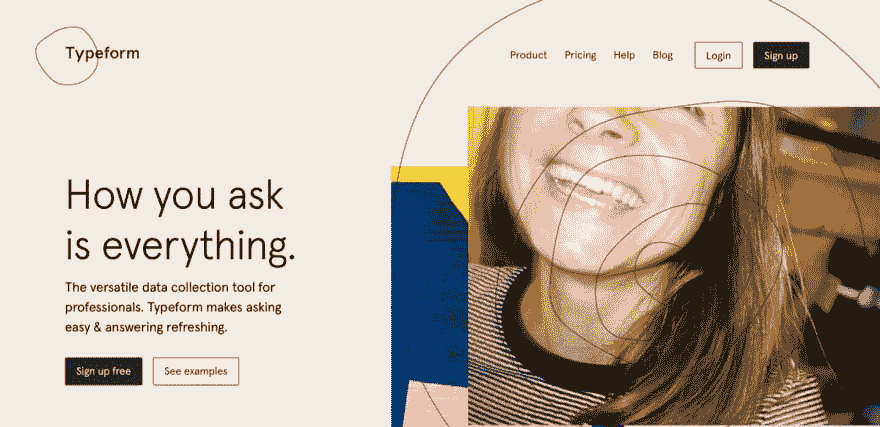 Typeform
Product Pricing Help Blog Login Sign up
How you ask
is everything.
The versatile data collection tool for
professionals. Typeform makes asking
easy & answering refreshing.
Sign up free See examples